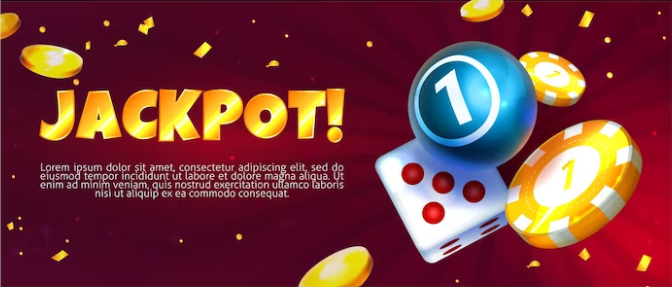 JACKPOT!
Lorem ipsum dolor sit amet, consectetur adipiscing elit, sed do
eiusmod tempor incididunt ut labore et dolore magna aliqua. Ut
enim ad minim veniam, quis nostrud exercitation ullamco laboris
nisi ut aliquip ex ea commodo consequat.
1
1
1